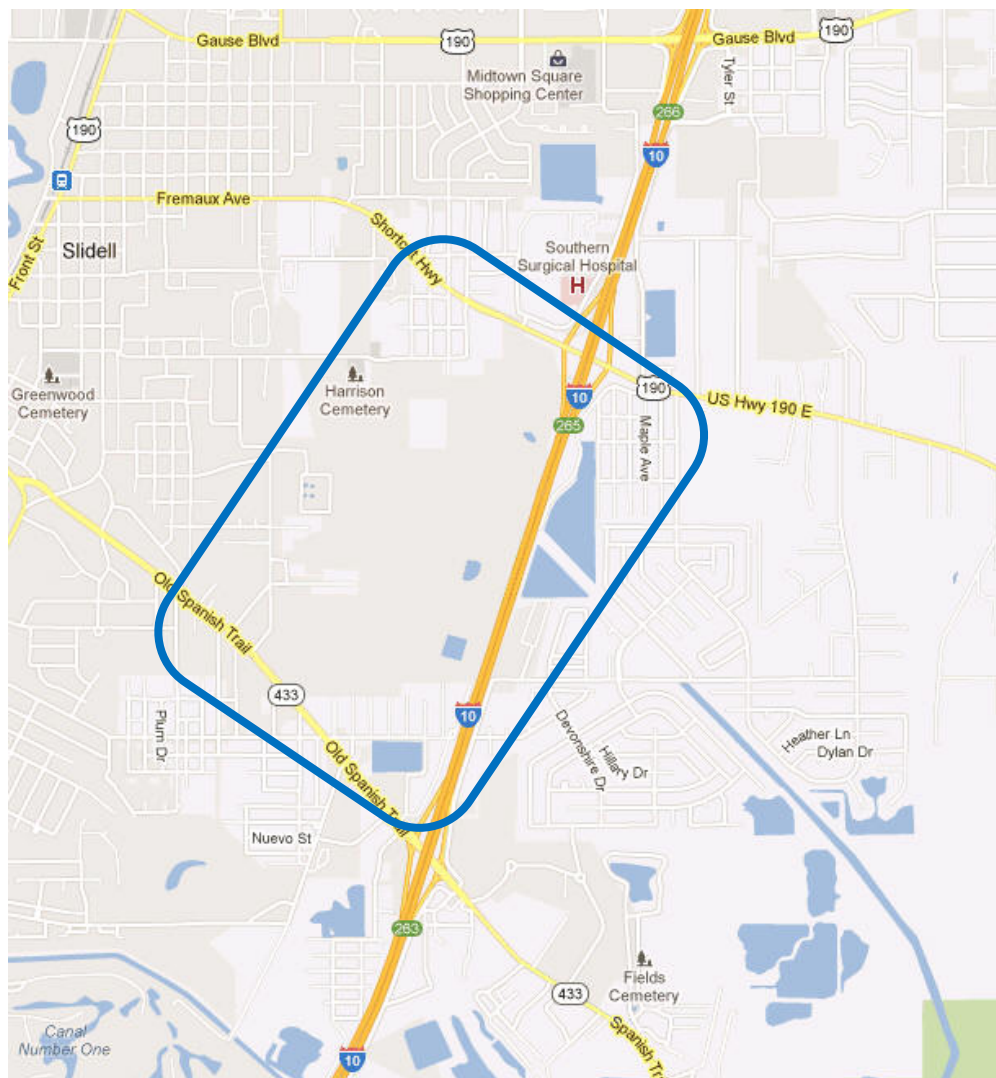 Gause Blvd
190
Gause Blvd
190
Midtown Square
Shopping Center
Tyler St
266
190
10
Fremaux Ave
Shortcut Hwy
Slidell
Front St
Southern
Surgical Hospital
H
Greenwood
Cemetery
Harrison
Cemetery
10
190
US Hwy 190 E
265
Maple Ave
Old Spanish Trail
433
10
Plum Dr
Devonshire Dr
Hillary Dr
Heather Ln
Dylan Dr
Old Spanish Trail
Nuevo St
263
Fields
Cemetery
433
Spanish Tra
Canal
Number One
10